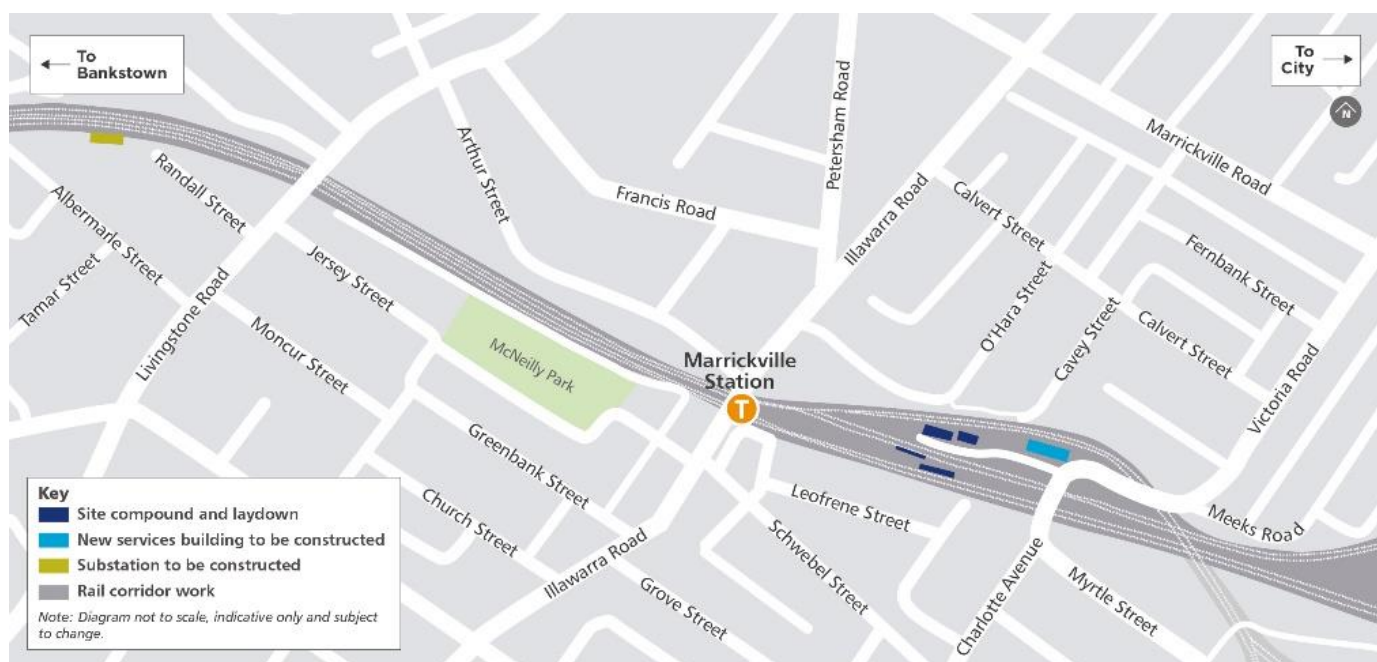 To
Bankstown
To
City
N
Marrickville Road
Petersham Road
Arthur Street
Randall Street
Francis Road
Illawarra Road
Calvert Street
Albermarle Street
Fernbank Street
Jersey Street
Tamar Street
O'Hara Street
Cavey Street
Calvert Street
Livingstone Road
Moncur Street
McNeilly Park
Marrickville
Station
T
Victoria Road
Greenbank Street
Church Street
Leofrene Street
Meeks Road
Schwebel Street
Illawarra Road
Grove Street
Charlotte Avenue
Myrtle Street
Key
Site compound and laydown
New services building to be constructed
Substation to be constructed
Rail corridor work
Note: Diagram not to scale, indicative only and subject
to change.